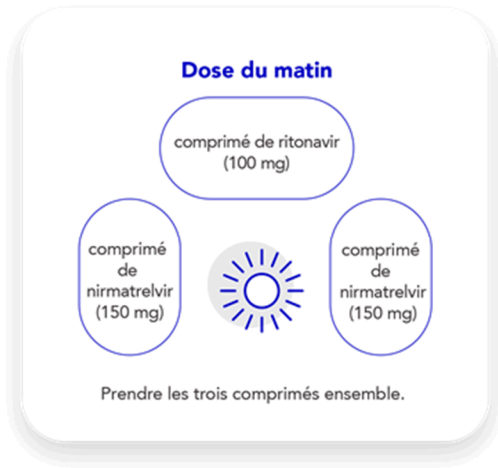 Dose du matin
comprimé de ritonavir
(100 mg)
comprimé
de
nirmatrelvir
(150 mg)
comprimé
de
nirmatrelvir
(150 mg)
Prendre les trois comprimés ensemble.